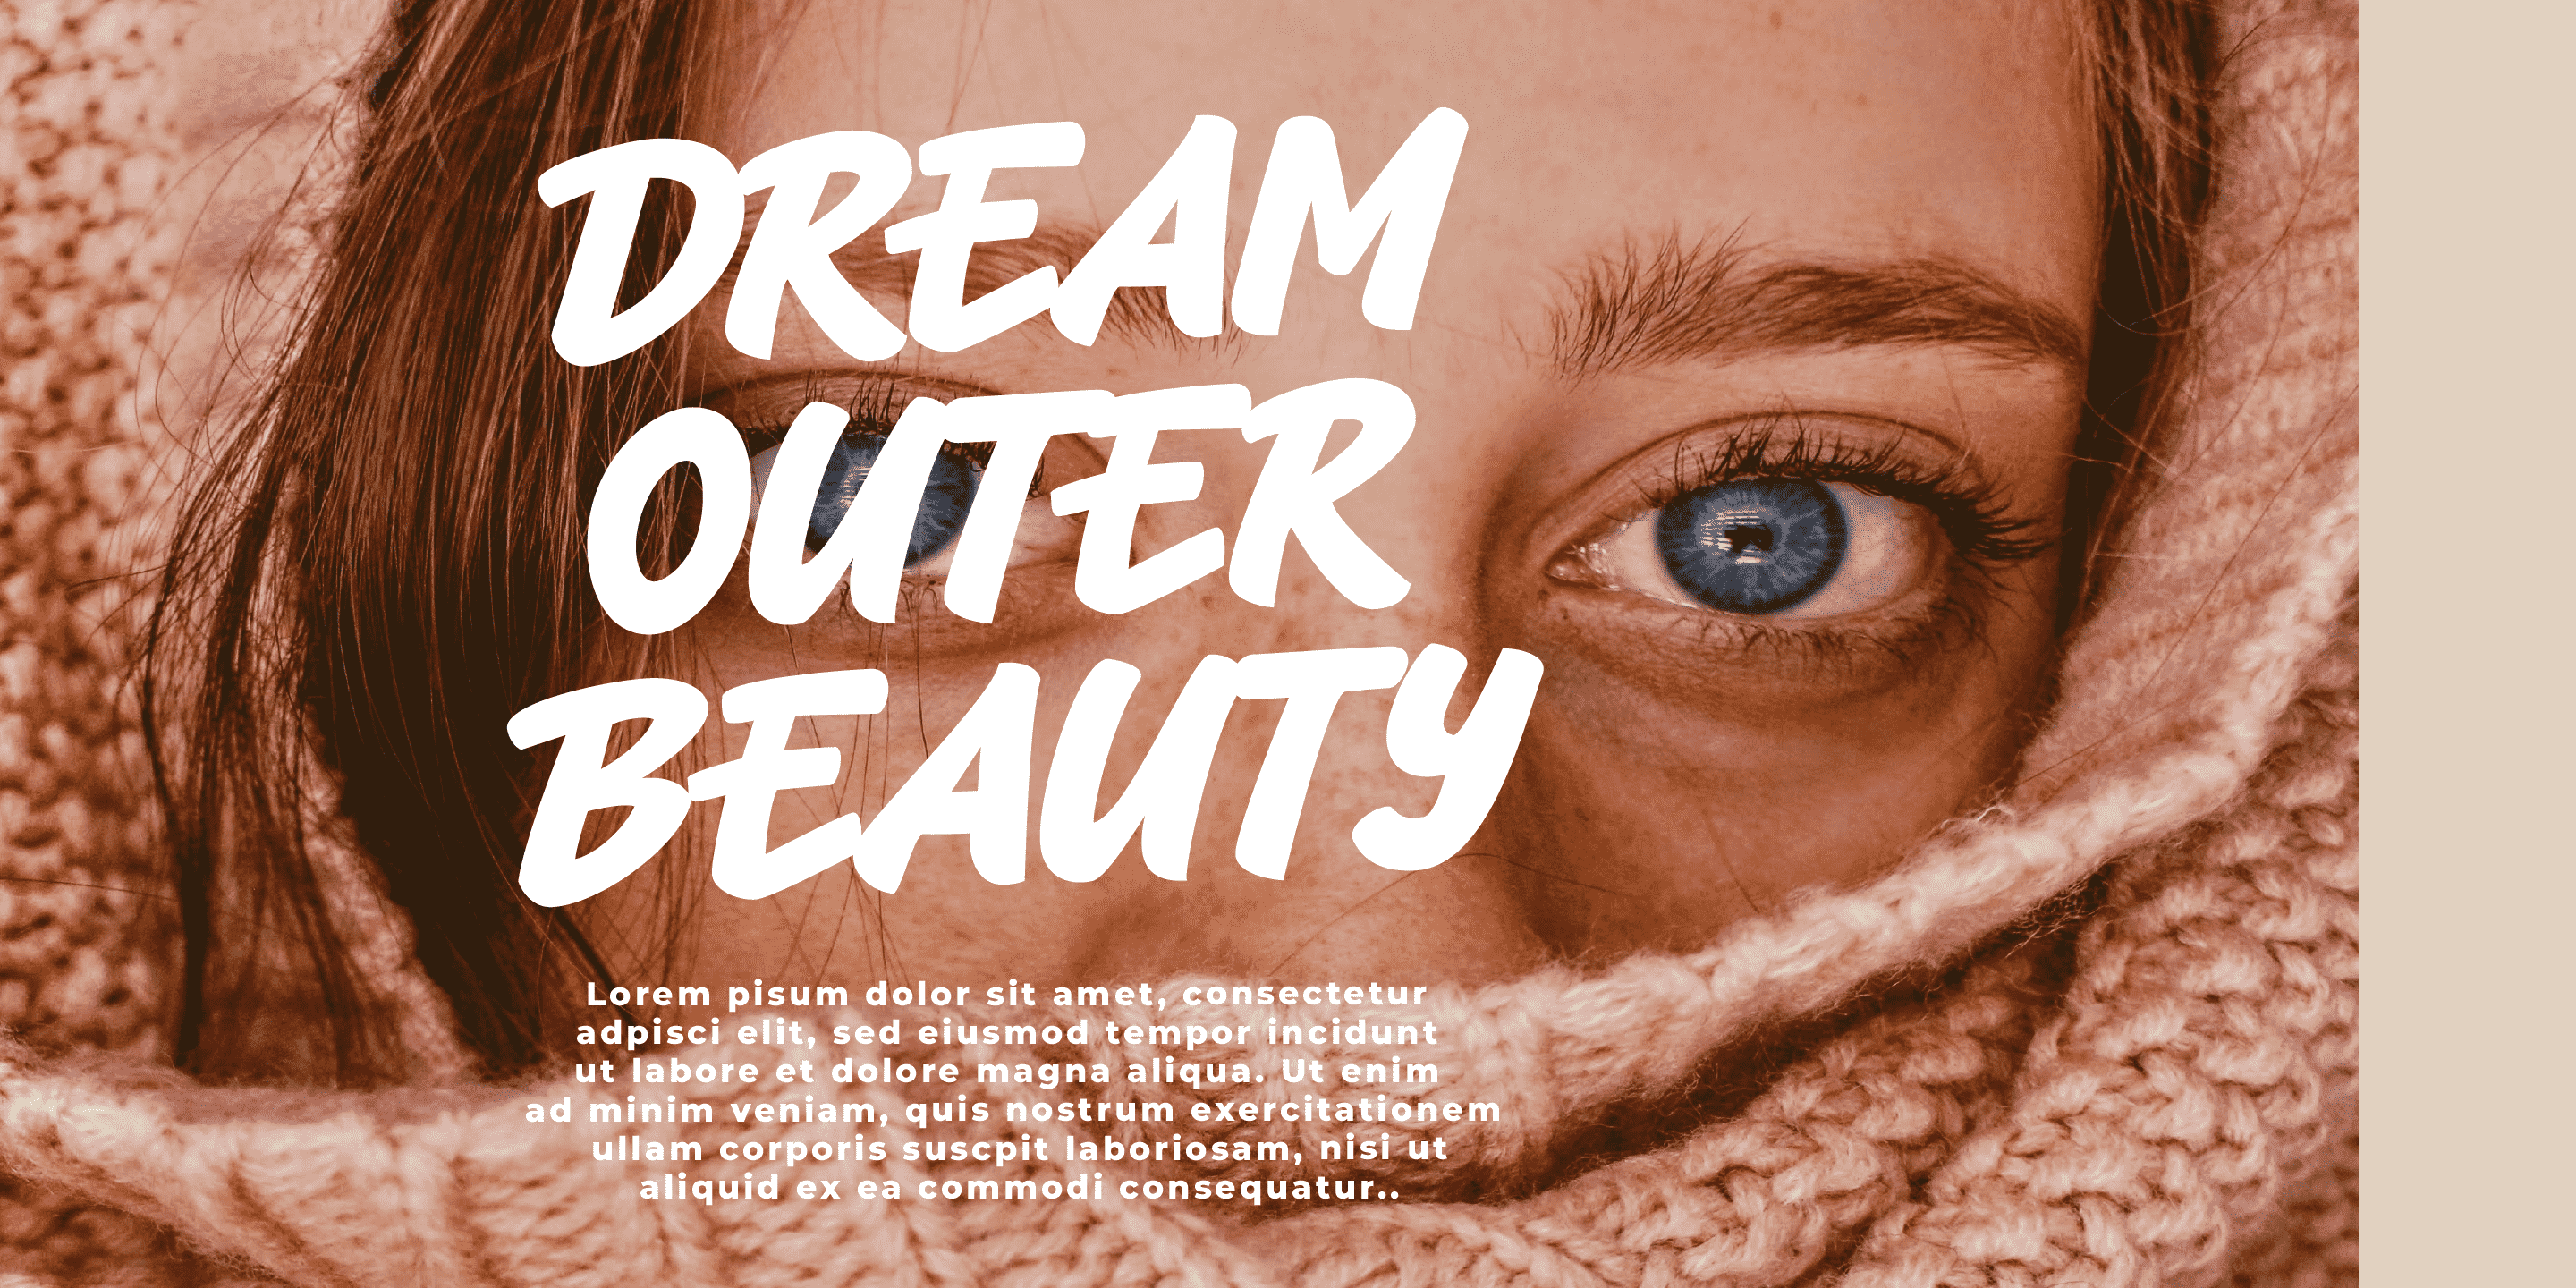 DREAM
OUTER
BEAUTY
Lorem pisum dolor sit amet, consectetur
adpisci elit, sed eiusmod tempor incidunt
ut labore et dolore magna aliqua. Ut enim
ad minim veniam, quis nostrum exercitationem
ullam corporis suscpit laboriosam, nisi ut
aliquid ex ea commodi consequatur..